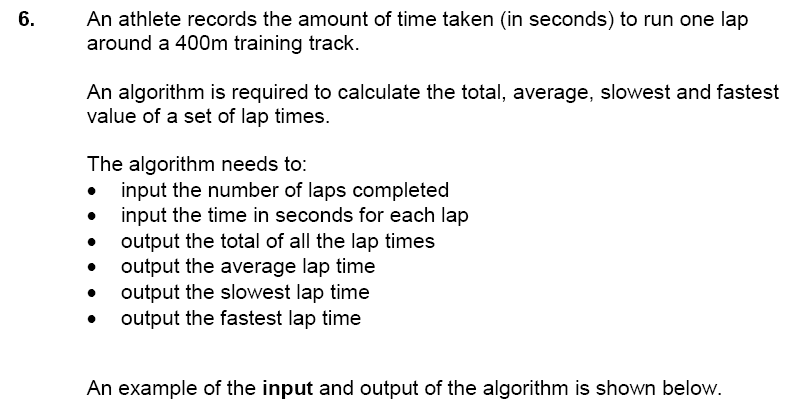 6. An athlete records the amount of time taken (in seconds) to run one lap
around a 400m training track.
An algorithm is required to calculate the total, average, slowest and fastest
value of a set of lap times.
The algorithm needs to:
• input the number of laps completed
• input the time in seconds for each lap
• output the total of all the lap times
• output the average lap time
• output the slowest lap time
• output the fastest lap time
An example of the input and output of the algorithm is shown below.